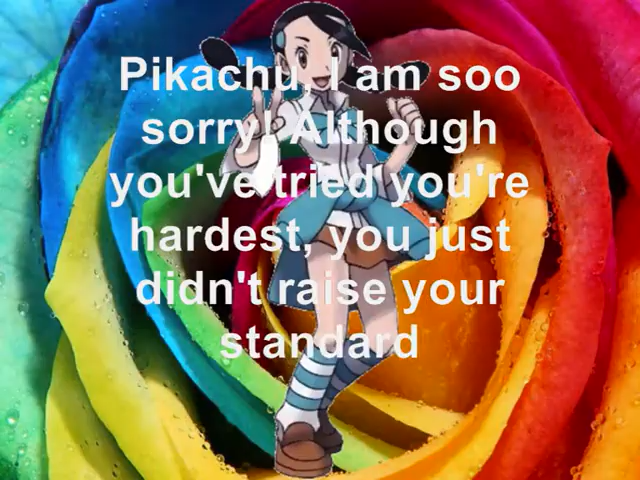 Pikachu, I am soo
sorry! Although
you've tried you're
hardest, you just
didn't raise your
standard